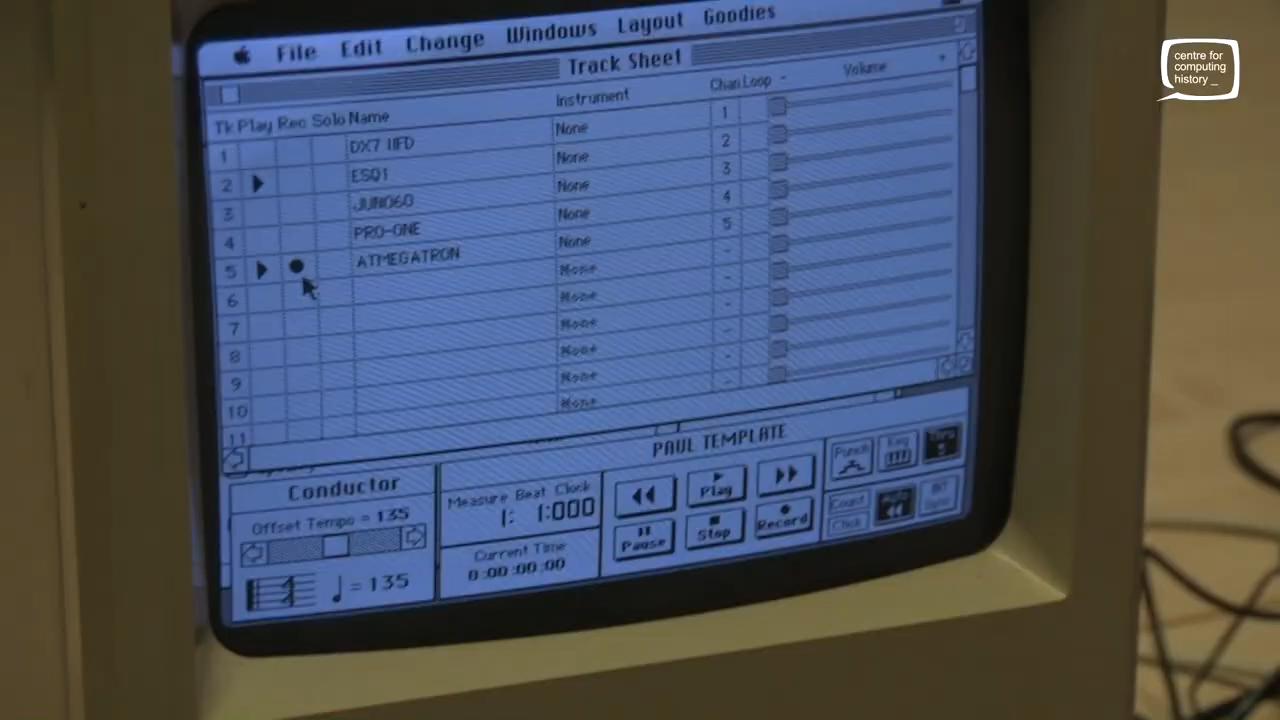 centre for
computing
history _
File Edit Change Windows Layout Goodies
Track Sheet
Tk Play Rec Solo Name Instrument Chan Loop - Volume +
1 DX7 IIFD None 1
2 ESQ1 None 2
3 JUNO60 None 3
4 PRO-ONE None 4
5 ATMEGATRON None 5
6 None -
7 None -
8 None -
9 None -
10 None -
11 None -
PAUL TEMPLATE
Conductor
Offset Tempo = 135
= 135
Measure Beat Clock
1: 1:000
Current Time
0:00:00:00
Play
Pause Stop Record
Punch Key Thru
Count
Click
AUTO